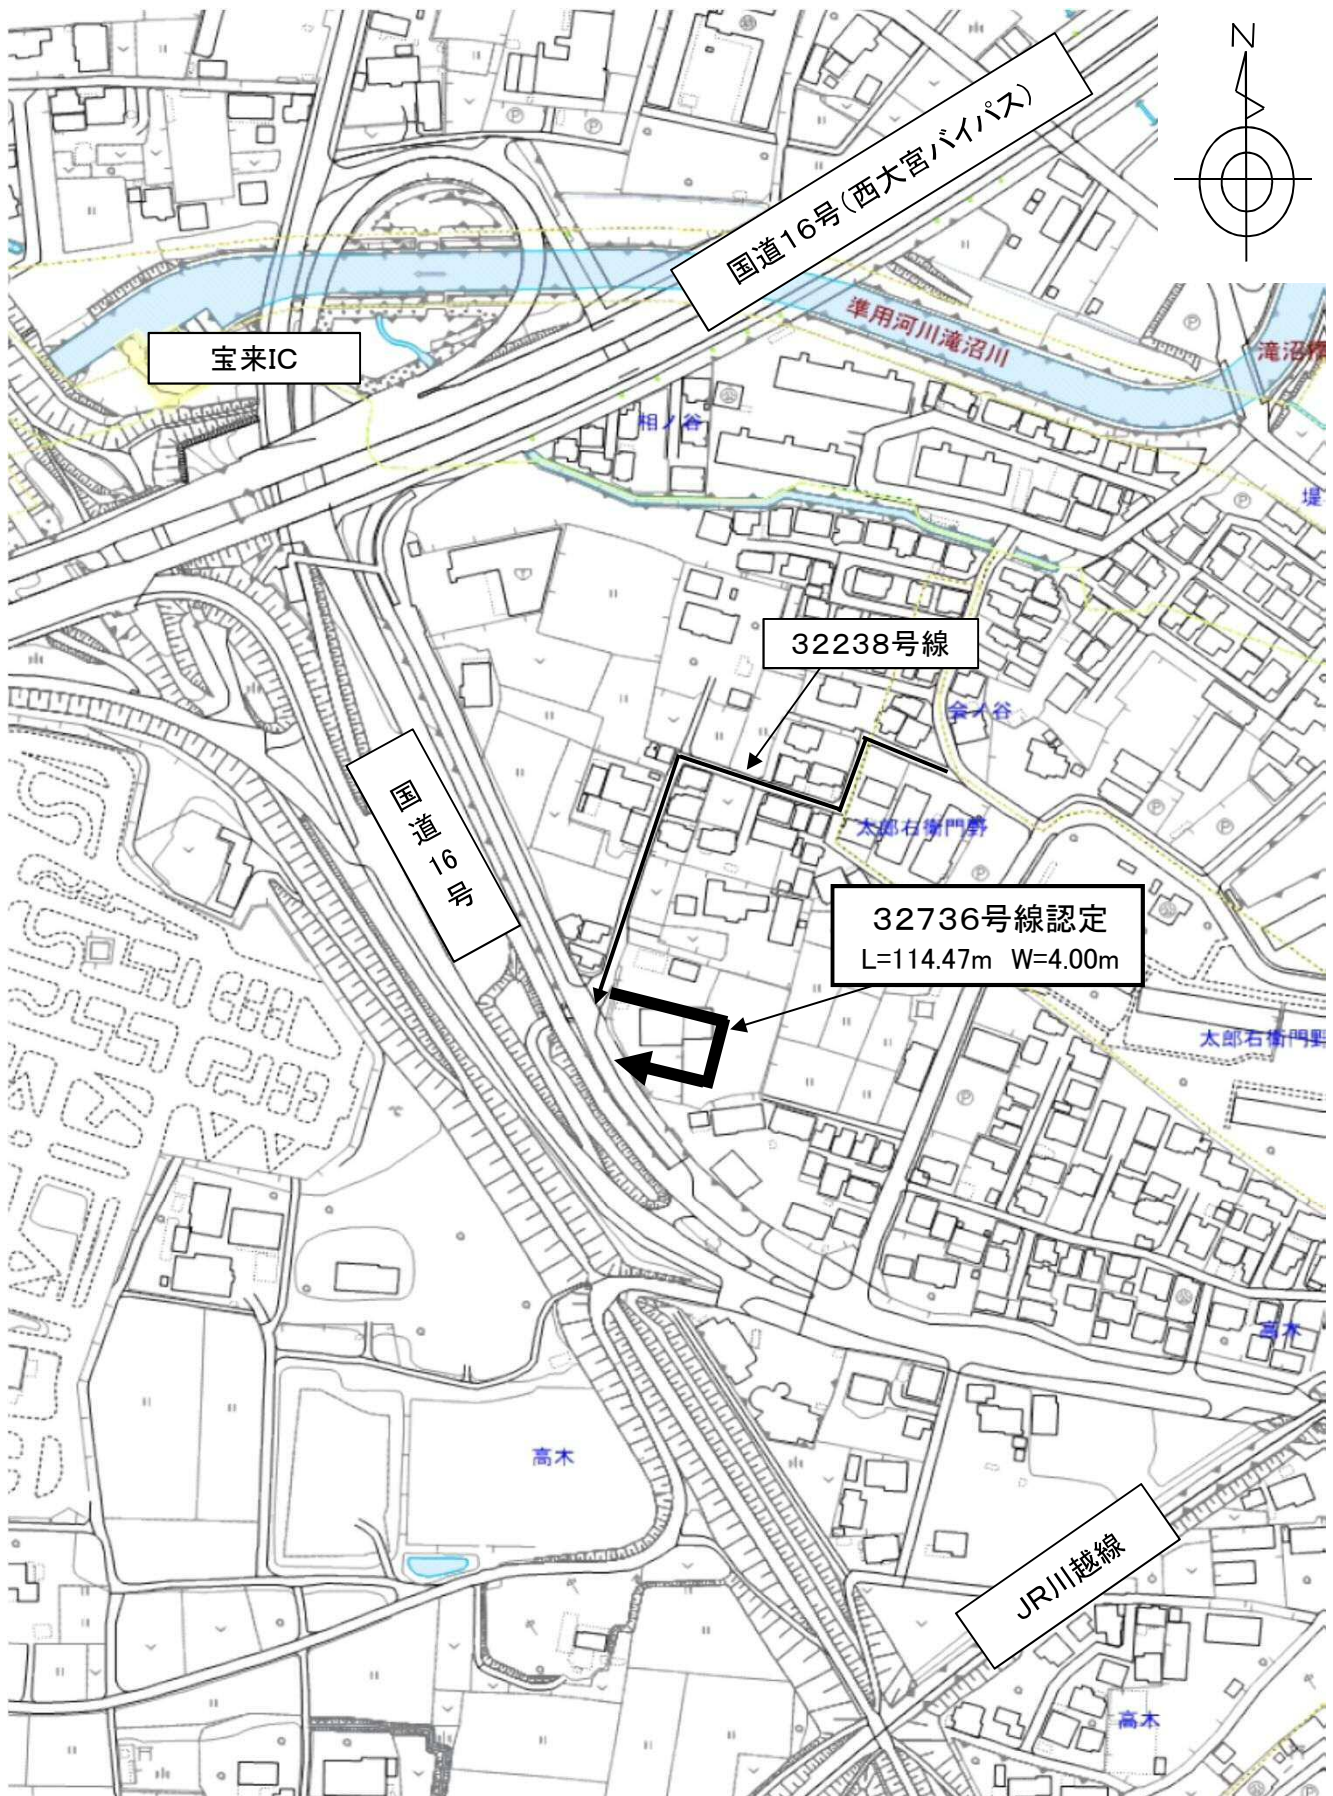 N
国道16号（西大宮バイパス）
準用河川滝沼川
宝来IC
相ノ谷
堤
32238号線
会ノ谷
国道16号
太郎右衛門野
32736号線認定
L=114.47m W=4.00m
太郎右衛門野
高木
高木
JR川越線
高木